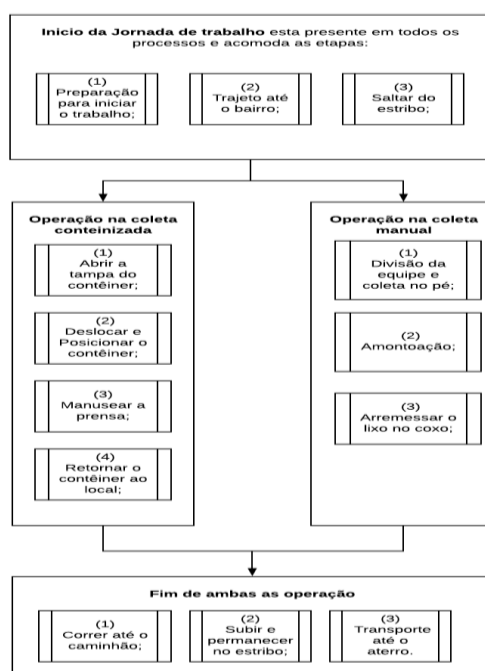 Inicio da Jornada de trabalho esta presente em todos os
processos e acomoda as etapas:
(1)
Preparação
para iniciar
o trabalho;
(2)
Trajeto até
o bairro;
(3)
Saltar do
estribo;
Operação na coleta
conteinizada
(1)
Abrir a
tampa do
contêiner;
(2)
Deslocar e
Posicionar o
contêiner;
(3)
Manusear a
prensa;
(4)
Retornar o
contêiner ao
local;
Operação na coleta
manual
(1)
Divisão da
equipe e
coleta no pé;
(2)
Amontoação;
(3)
Arremessar o
lixo no coxo;
Fim de ambas as operação
(1)
Correr até o
caminhão;
(2)
Subir e
permanecer
no estribo;
(3)
Transporte
até o
aterro.